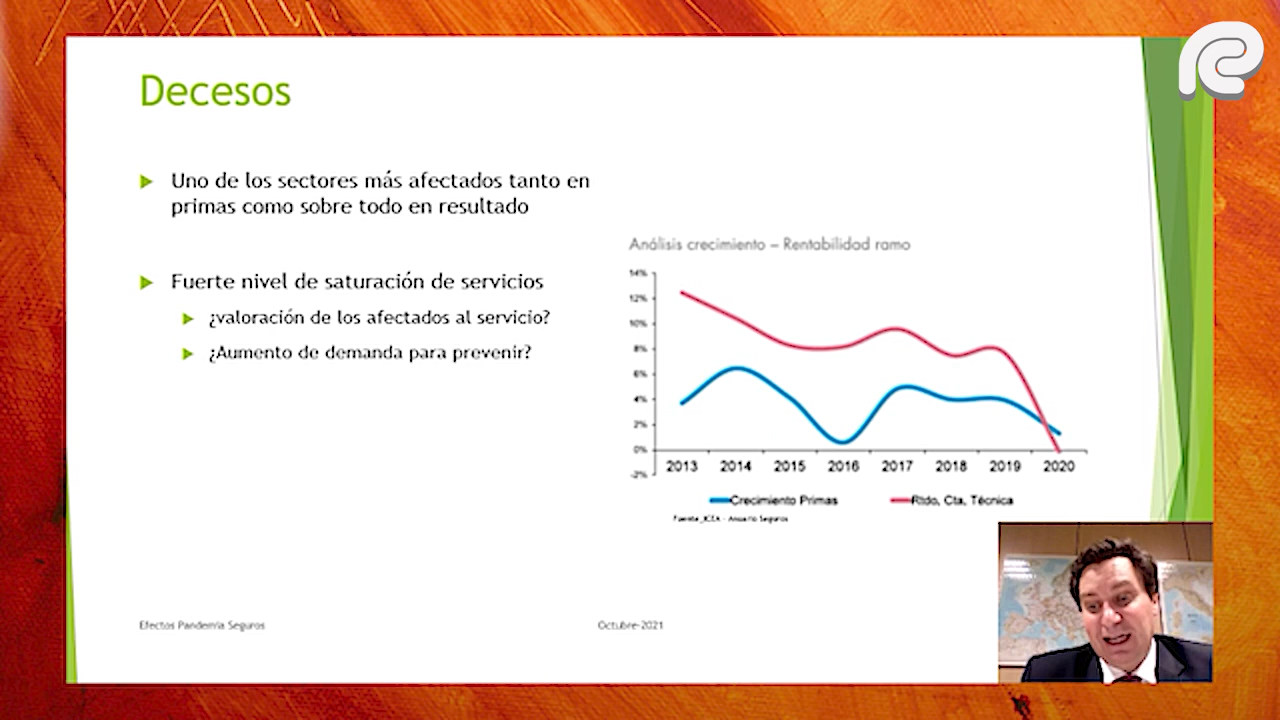 Decesos
Uno de los sectores más afectados tanto en
primas como sobre todo en resultado
Fuerte nivel de saturación de servicios
¿valoración de los afectados al servicio?
¿Aumento de demanda para prevenir?
Análisis crecimiento – Rentabilidad ramo
14%
12%
10%
8%
6%
4%
2%
0%
-2%
2013 2014 2015 2016 2017 2018 2019 2020
Crecimiento Primas Rtdo, Cta, Técnica
Fuente_ICEA - Anuario Seguros
Efectos Pandemia Seguros Octubre-2021